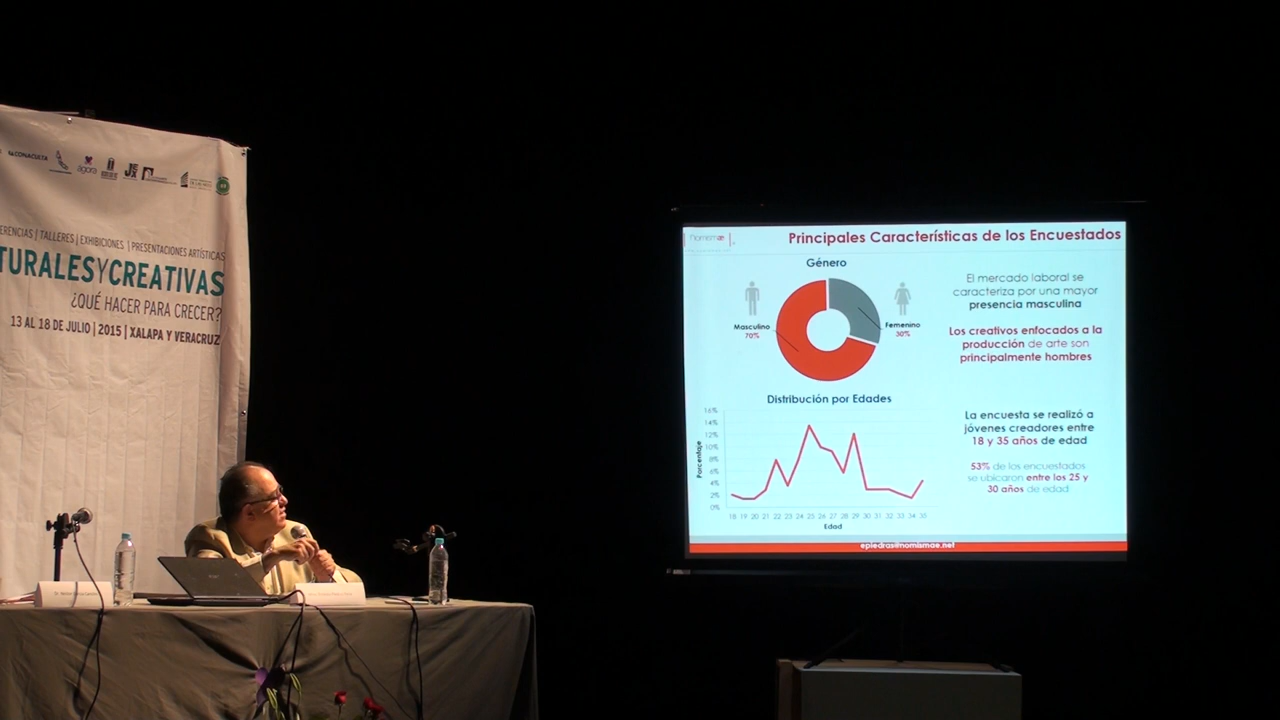 CONACULTA
ágora
ERENCIAS | TALLERES | EXHIBICIONES | PRESENTACIONES ARTÍSTICAS
TURALESYCREATIVAS
¿QUÉ HACER PARA CRECER?
13 AL 18 DE JULIO | 2015 | XALAPA Y VERACRUZ
nomismæ
Principales Características de los Encuestados
Género
Masculino
70%
Femenino
30%
El mercado laboral se
caracteriza por una mayor
presencia masculina
Los creativos enfocados a la
producción de arte son
principalmente hombres
Distribución por Edades
Porcentaje
16%
14%
12%
10%
8%
6%
4%
2%
0%
18 19 20 21 22 23 24 25 26 27 28 29 30 31 32 33 34 35
Edad
La encuesta se realizó a
jóvenes creadores entre
18 y 35 años de edad
53% de los encuestados
se ubicaron entre los 25 y
30 años de edad
epiedras@nomismae.net